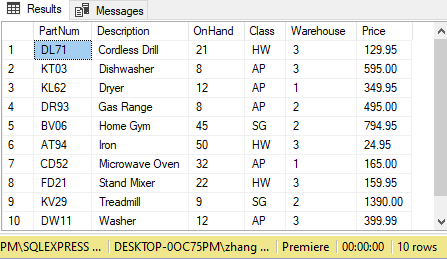 Results Messages
PartNum Description OnHand Class Warehouse Price
1 DL71 Cordless Drill 21 HW 3 129.95
2 KT03 Dishwasher 8 AP 3 595.00
3 KL62 Dryer 12 AP 1 349.95
4 DR93 Gas Range 8 AP 2 495.00
5 BV06 Home Gym 45 SG 2 794.95
6 AT94 Iron 50 HW 3 24.95
7 CD52 Microwave Oven 32 AP 1 165.00
8 FD21 Stand Mixer 22 HW 3 159.95
9 KV29 Treadmill 9 SG 2 1390.00
10 DW11 Washer 12 AP 3 399.99
PM\SQLEXPRESS ... DESKTOP-0OC75PM\zhang ... Premiere 00:00:00 10 rows